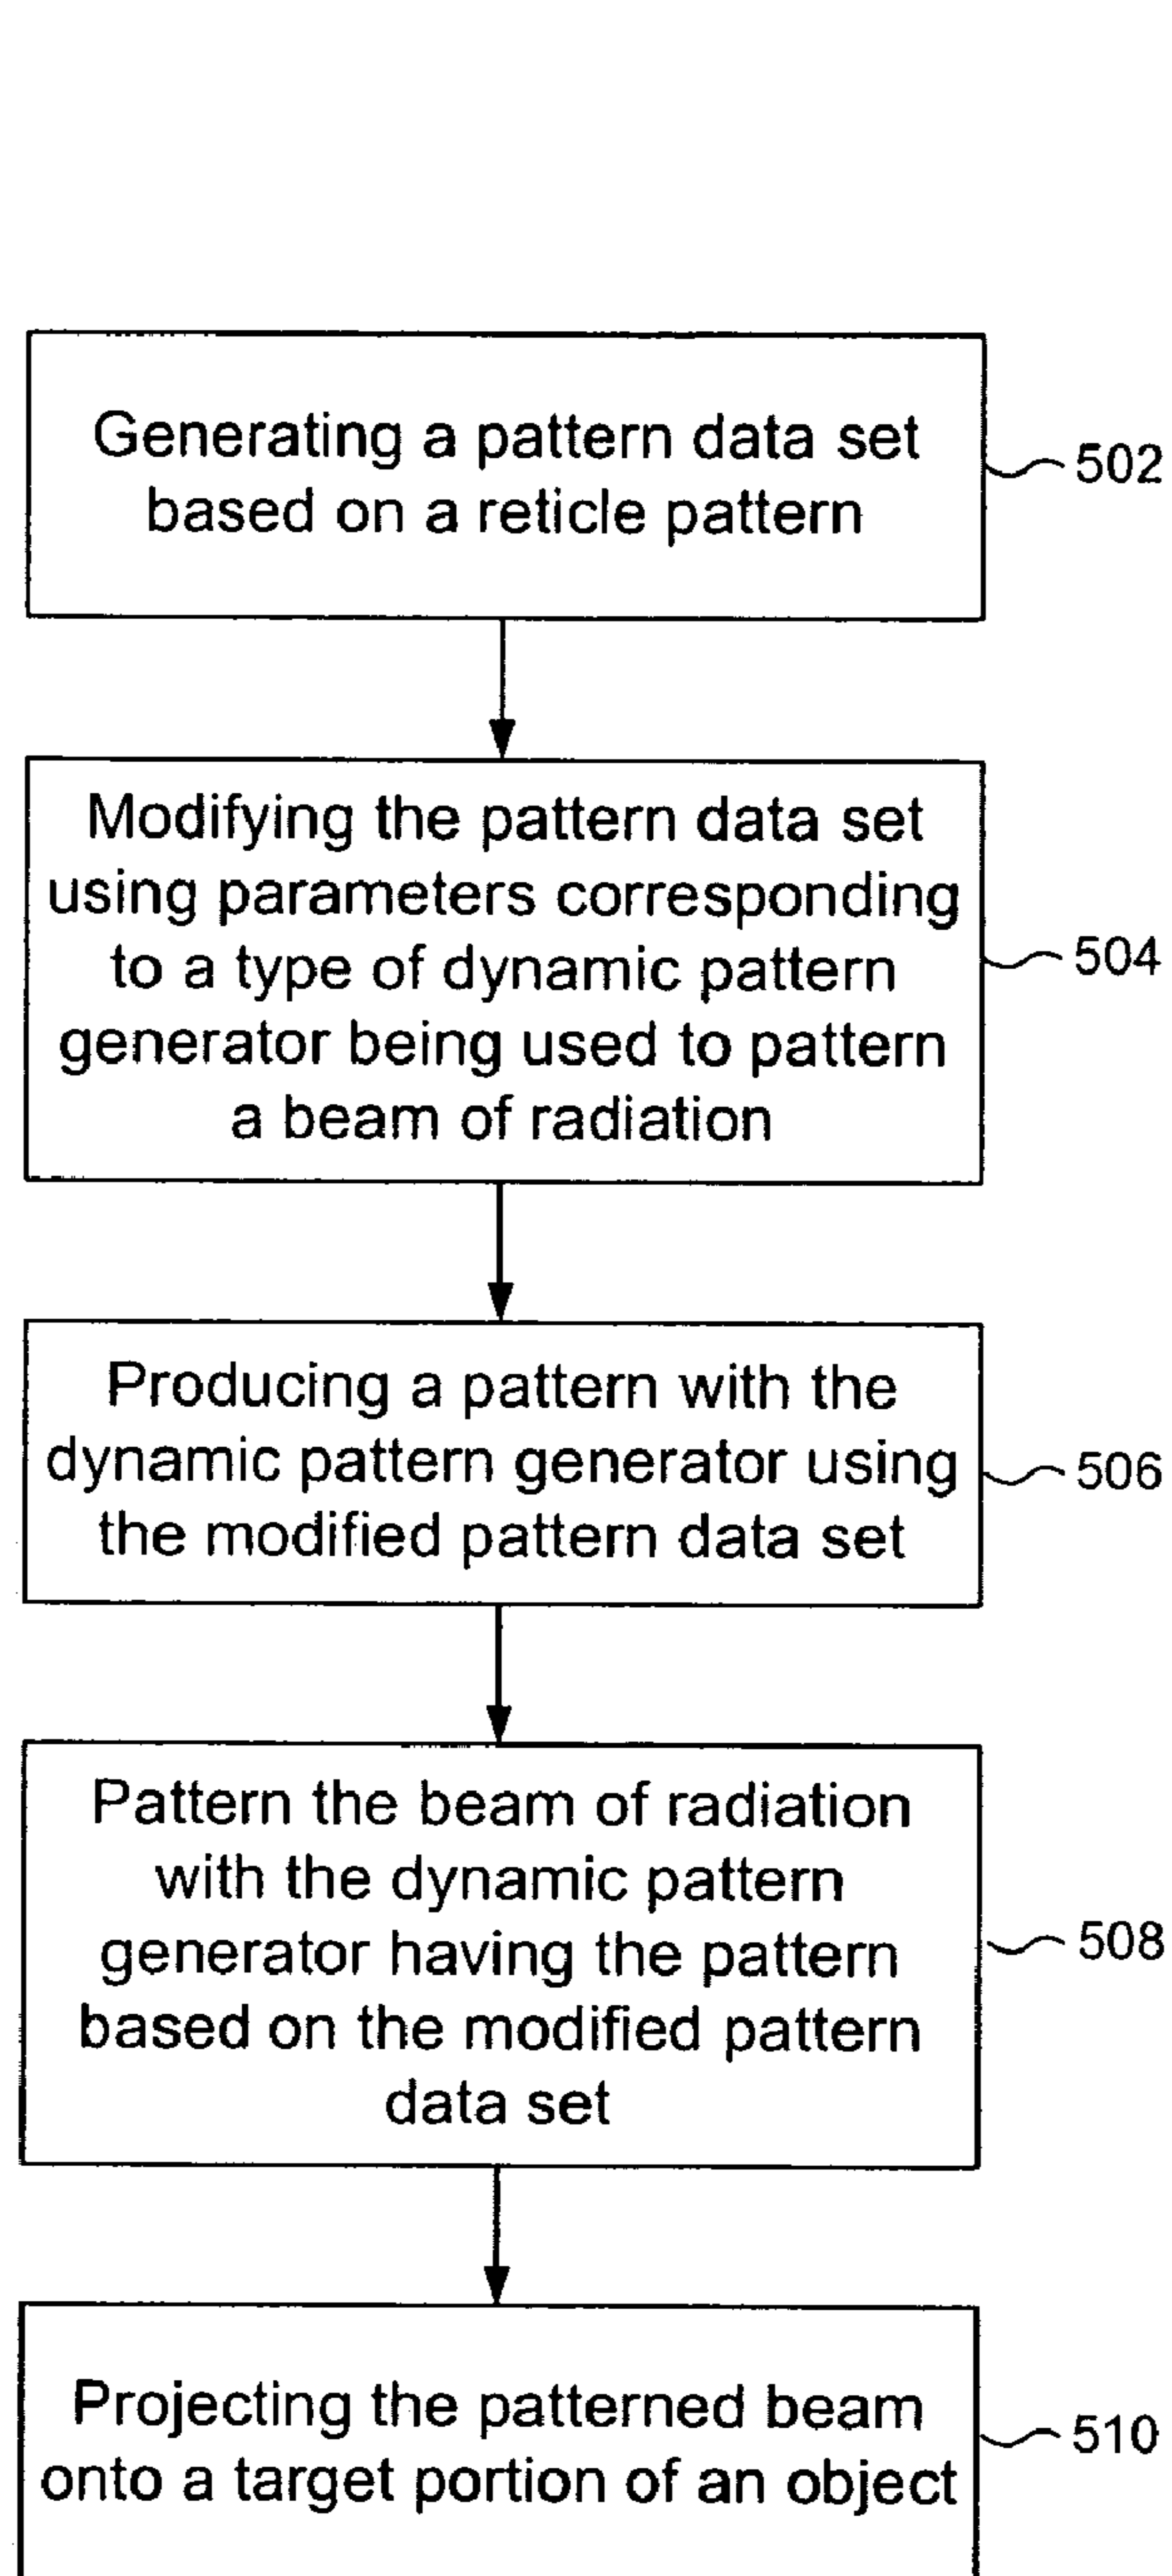 Generating a pattern data set
based on a reticle pattern
502
Modifying the pattern data set
using parameters corresponding
to a type of dynamic pattern
generator being used to pattern
a beam of radiation
504
Producing a pattern with the
dynamic pattern generator using
the modified pattern data set
506
Pattern the beam of radiation
with the dynamic pattern
generator having the pattern
based on the modified pattern
data set
508
Projecting the patterned beam
onto a target portion of an object
510